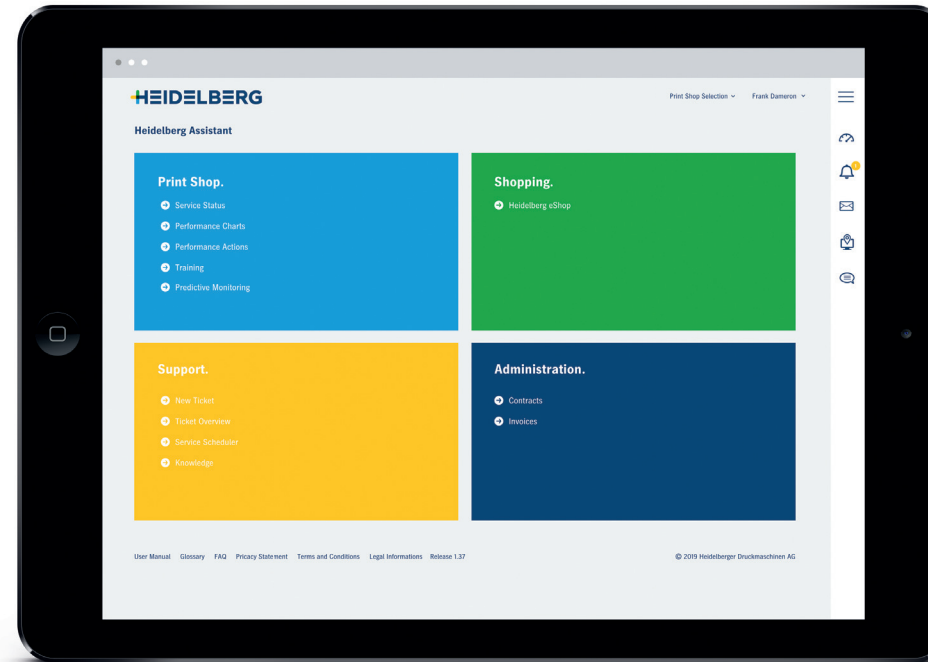 HEIDELBERG
Print Shop Selection
Frank Dameron
Heidelberg Assistant
Print Shop.
Service Status
Performance Charts
Performance Actions
Training
Predictive Monitoring
Shopping.
Heidelberg eShop
Support.
New Ticket
Ticket Overview
Service Scheduler
Knowledge
Administration.
Contracts
Invoices
User Manual Glossary FAQ Pricacy Statement Terms and Conditions Legal Informations Release 1.37
© 2019 Heidelberger Druckmaschinen AG